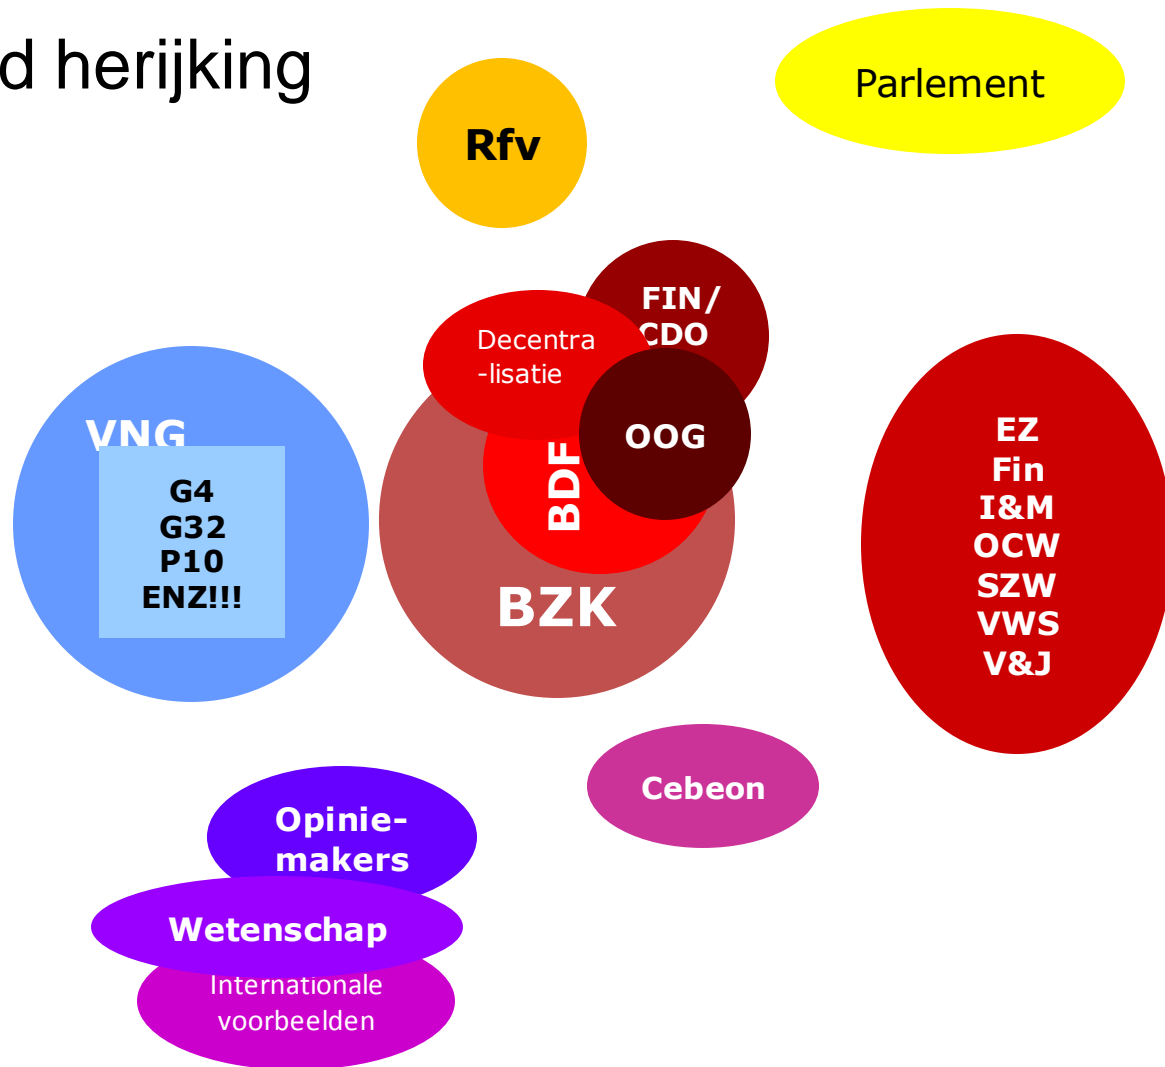 d herijking
Parlement
Rfv
FIN/
CDO
Decentra
-lisatie
OOG
BDF
BZK
VNG
G4
G32
P10
ENZ!!!
EZ
Fin
I&M
OCW
SZW
VWS
V&J
Cebeon
Opinie-
makers
Wetenschap
Internationale
voorbeelden